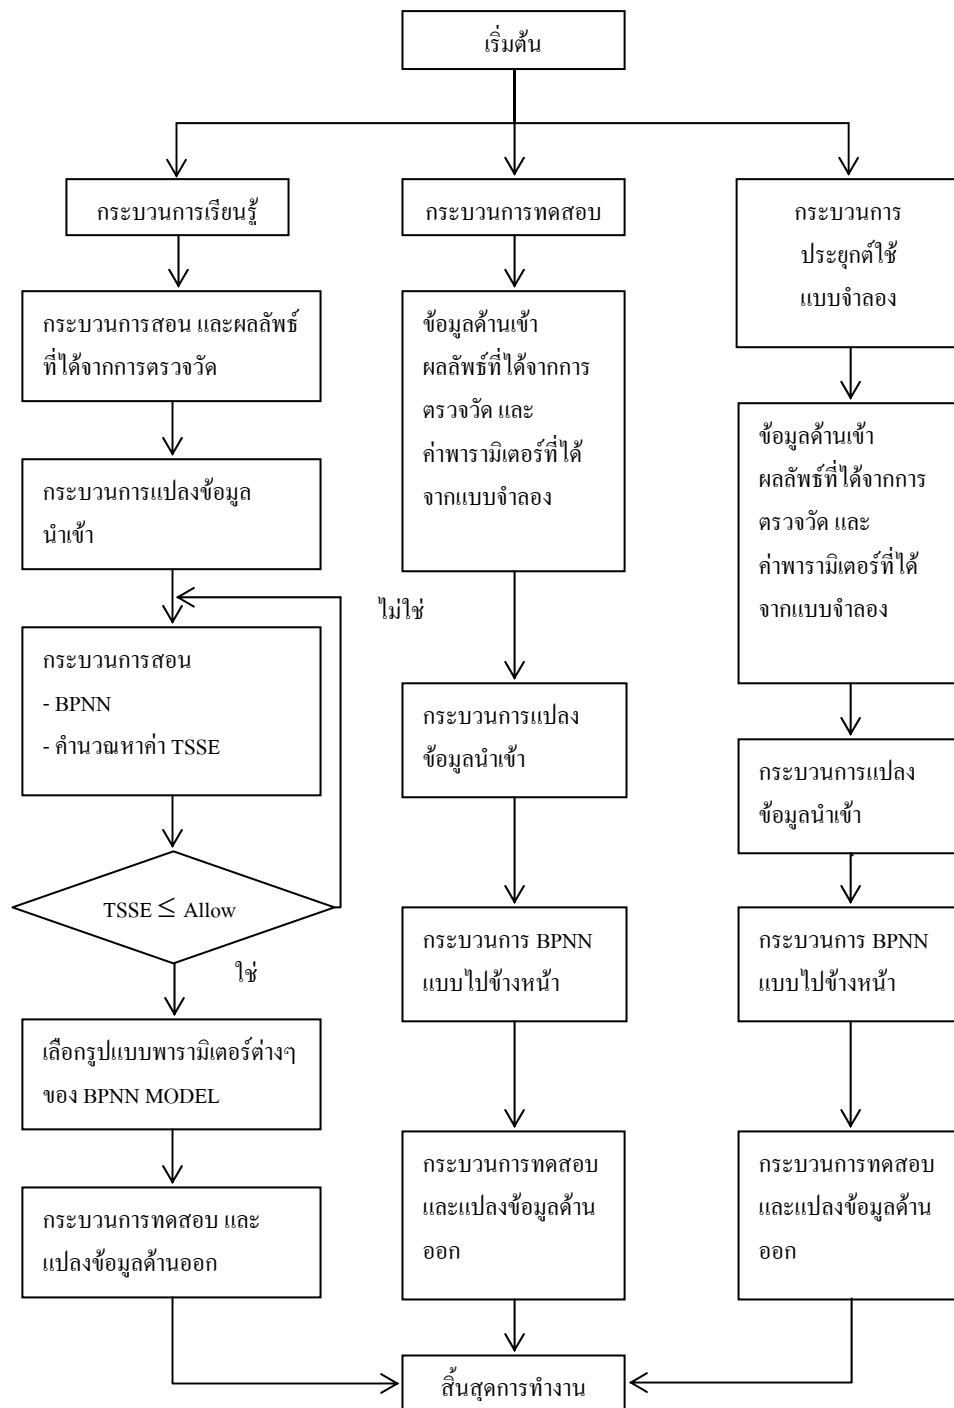 เริ่มต้น
กระบวนการเรียนรู้
กระบวนการสอน และผลลัพธ์
ที่ได้จากการตรวจวัด
กระบวนการแปลงข้อมูล
นำเข้า
กระบวนการสอน
- BPNN
- คำนวณหาค่า TSSE
TSSE ≤ Allow
ไม่ใช่
ใช่
เลือกรูปแบบพารามิเตอร์ต่างๆ
ของ BPNN MODEL
กระบวนการทดสอบ และ
แปลงข้อมูลด้านออก
กระบวนการทดสอบ
ข้อมูลด้านเข้า
ผลลัพธ์ที่ได้จากการ
ตรวจวัด และ
ค่าพารามิเตอร์ที่ได้
จากแบบจำลอง
กระบวนการแปลง
ข้อมูลนำเข้า
กระบวนการ BPNN
แบบไปข้างหน้า
กระบวนการทดสอบ
และแปลงข้อมูลด้าน
ออก
กระบวนการ
ประยุกต์ใช้
แบบจำลอง
ข้อมูลด้านเข้า
ผลลัพธ์ที่ได้จากการ
ตรวจวัด และ
ค่าพารามิเตอร์ที่ได้
จากแบบจำลอง
กระบวนการแปลง
ข้อมูลนำเข้า
กระบวนการ BPNN
แบบไปข้างหน้า
กระบวนการทดสอบ
และแปลงข้อมูลด้าน
ออก
สิ้นสุดการทำงาน